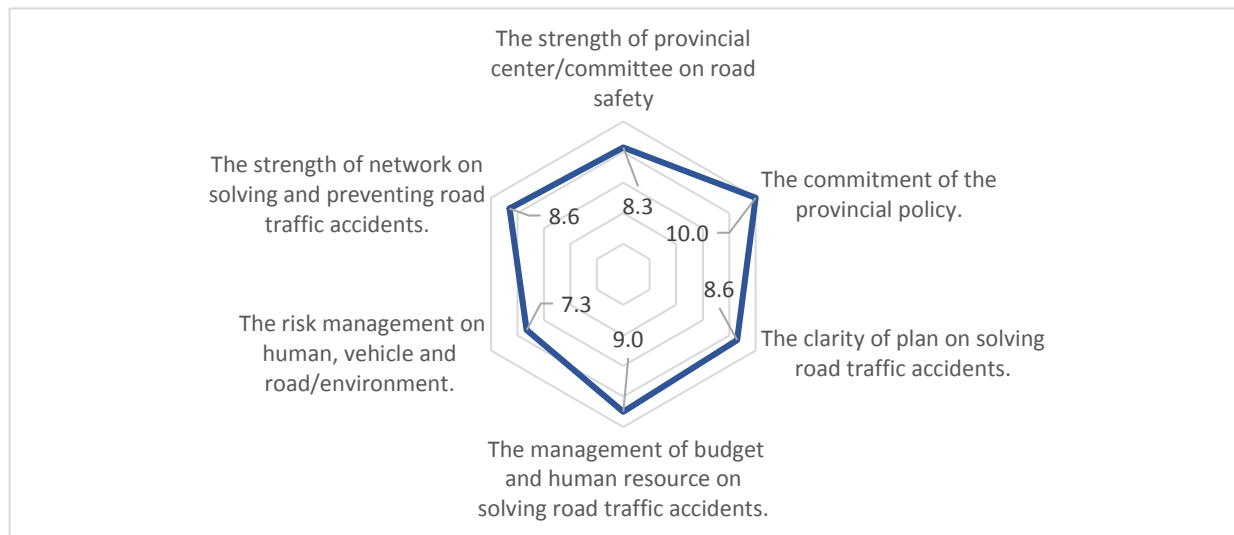 The strength of provincial
center/committee on road
safety
The commitment of the
provincial policy.
The clarity of plan on solving
road traffic accidents.
The management of budget
and human resource on
solving road traffic accidents.
The risk management on
human, vehicle and
road/environment.
The strength of network on
solving and preventing road
traffic accidents.
8.3
10.0
8.6
9.0
7.3
8.6